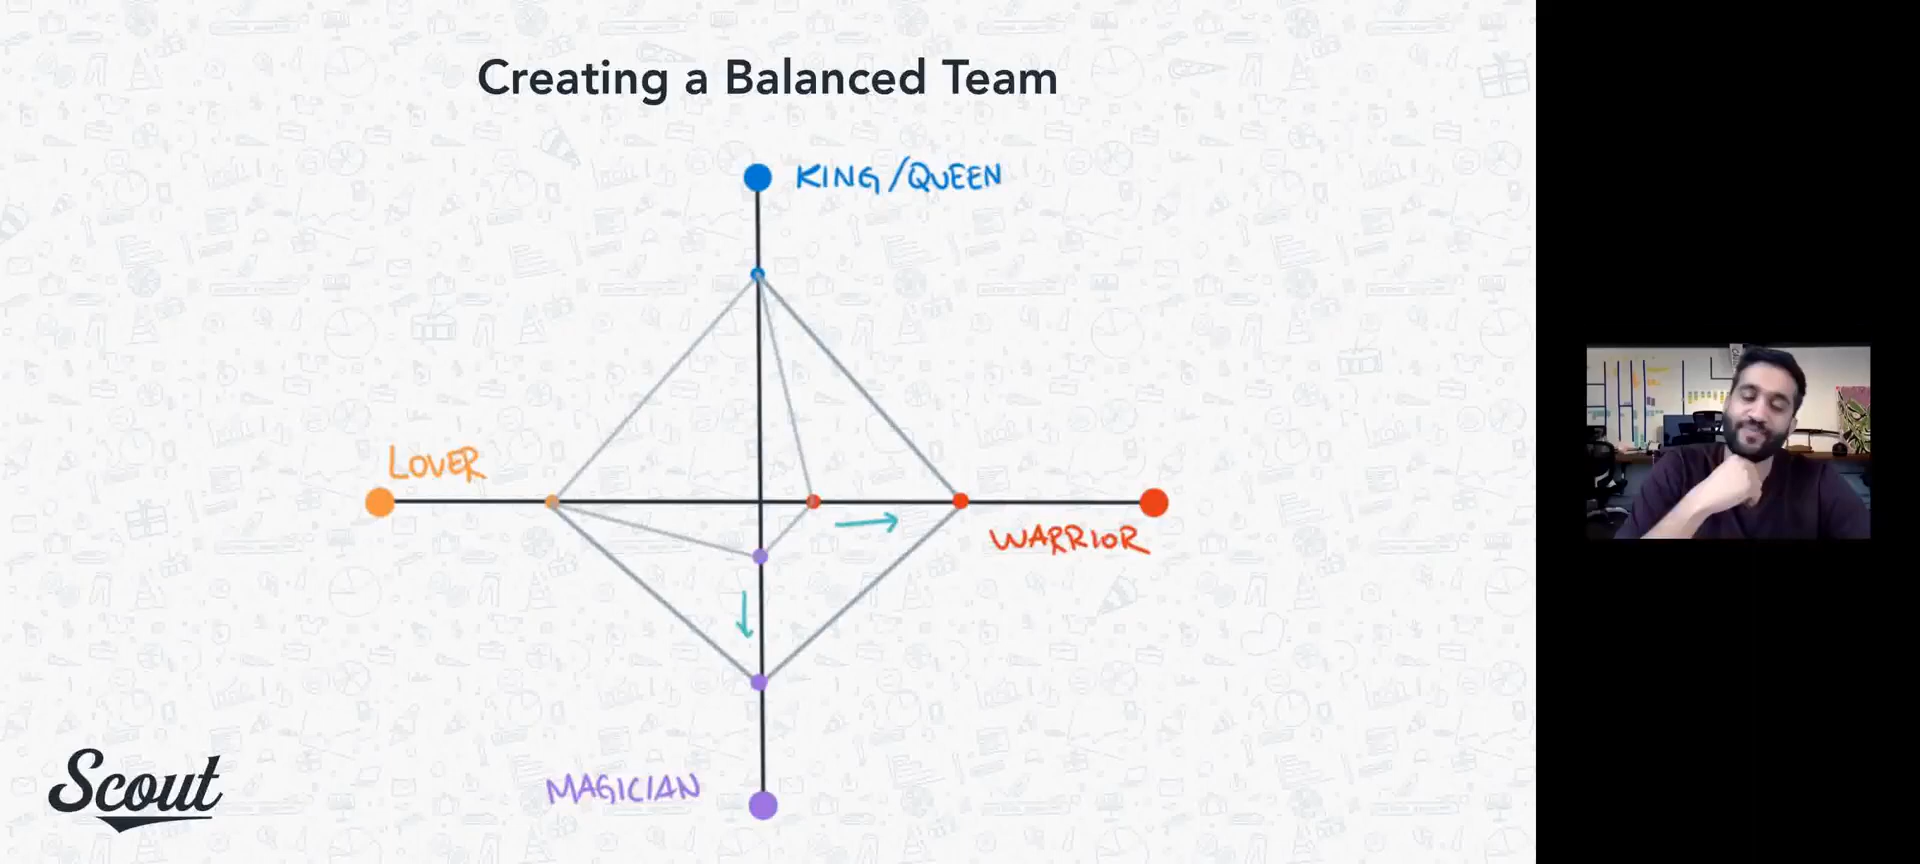 Creating a Balanced Team
KING/QUEEN
LOVER
WARRIOR
MAGICIAN
Scout